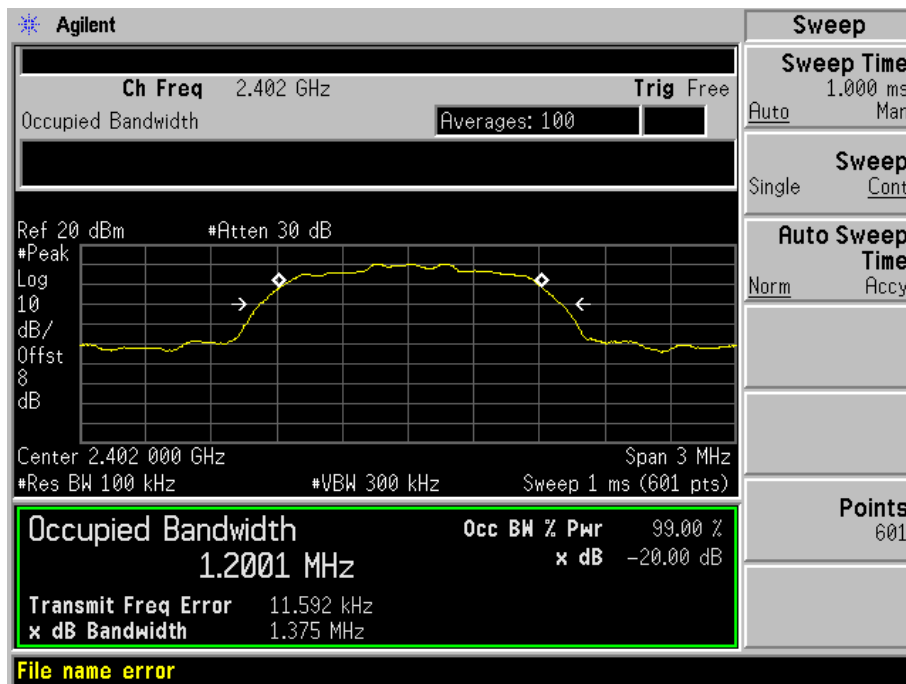 Agilent
Sweep
Ch Freq 2.402 GHz Trig Free
Occupied Bandwidth Averages: 100
Sweep Time
1.000 ms
Auto Man
Sweep
Single Cont
Auto Sweep
Time
Norm Accy
Points
601
Ref 20 dBm #Atten 30 dB
#Peak
Log
10
dB/
Offst
8
dB
Center 2.402 000 GHz Span 3 MHz
#Res BW 100 kHz #VBW 300 kHz Sweep 1 ms (601 pts)
Occupied Bandwidth Occ BW % Pwr 99.00 %
1.2001 MHz x dB -20.00 dB
Transmit Freq Error 11.592 kHz
x dB Bandwidth 1.375 MHz
File name error